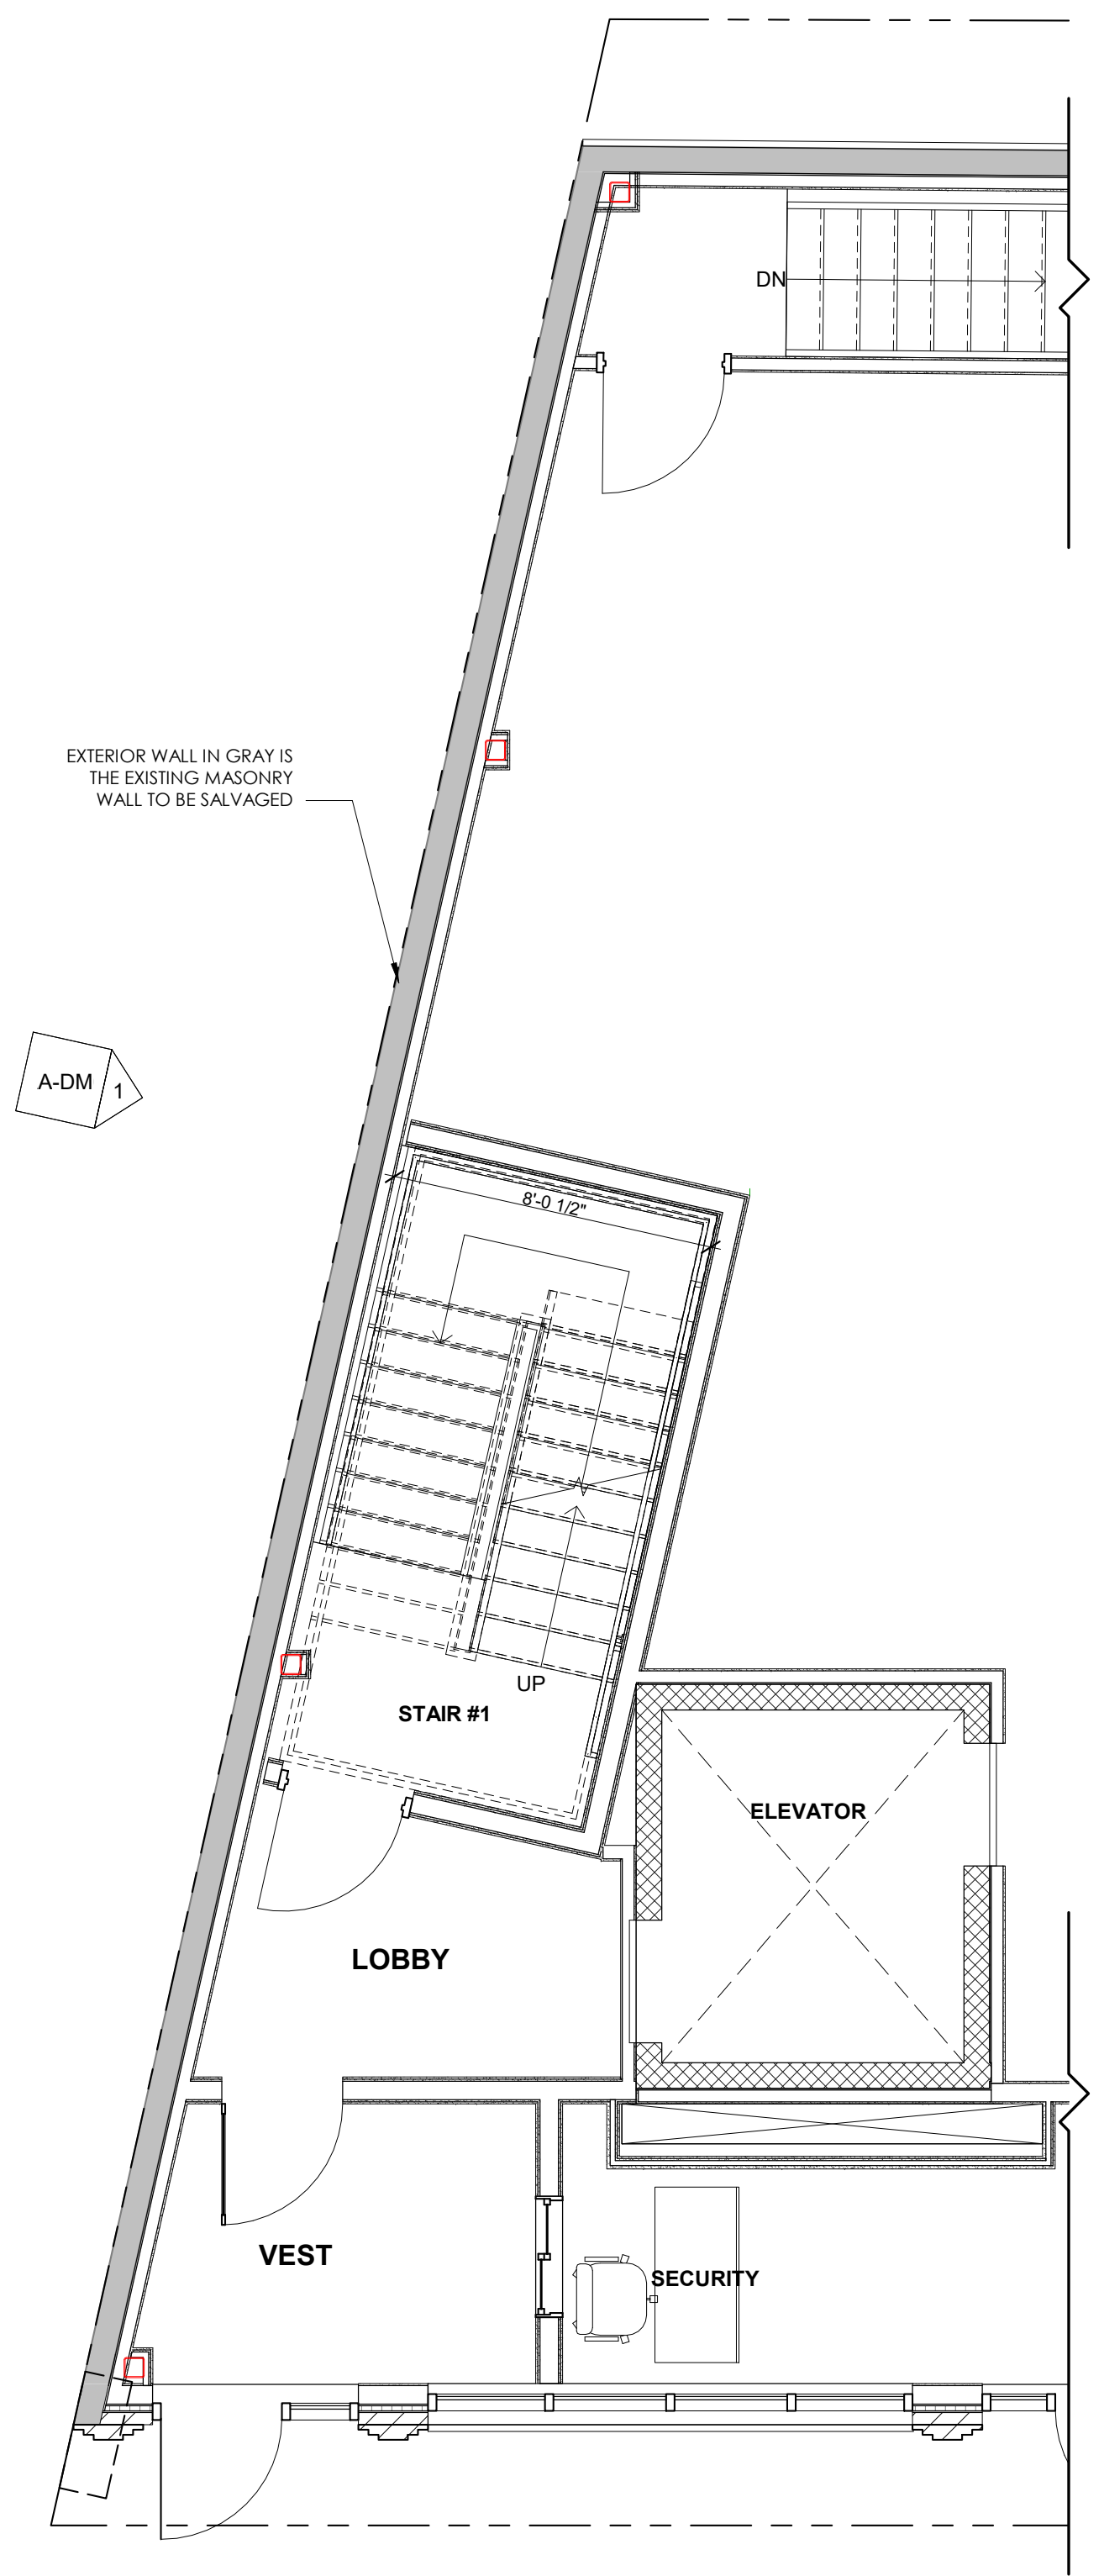 DN
EXTERIOR WALL IN GRAY IS
THE EXISTING MASONRY
WALL TO BE SALVAGED
A-DM
1
8'-0 1/2"
UP
STAIR #1
ELEVATOR
LOBBY
VEST
SECURITY